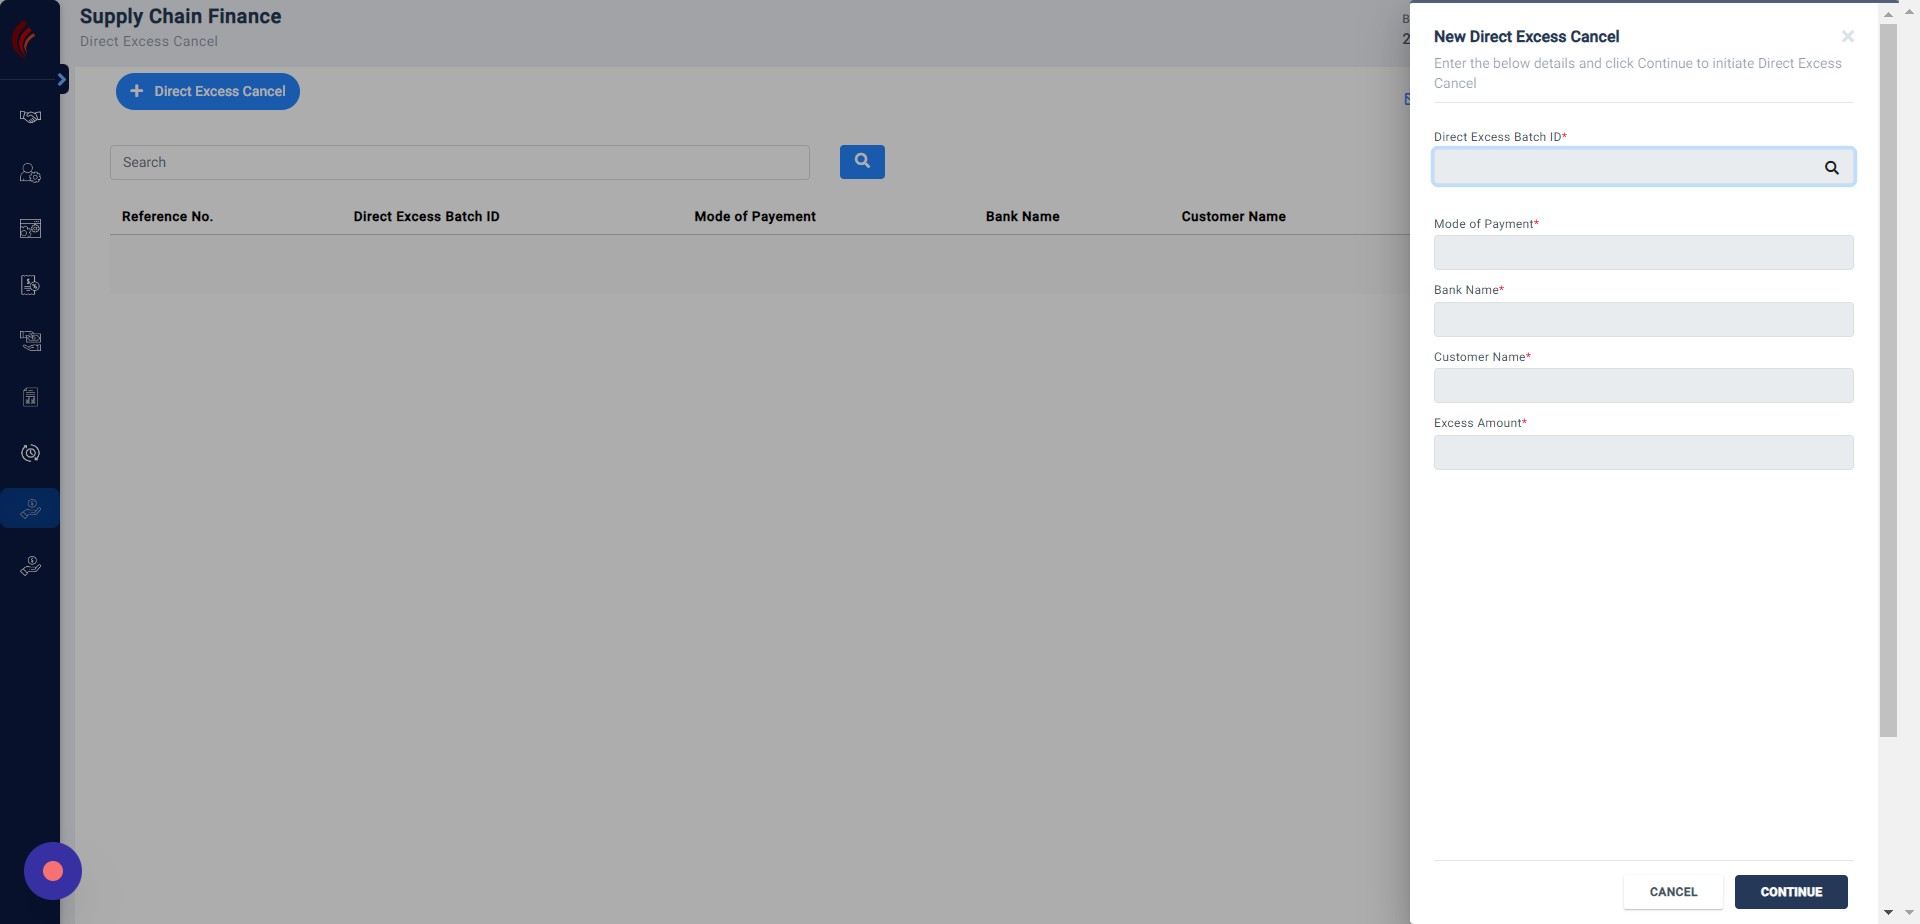 Supply Chain Finance
Direct Excess Cancel
Direct Excess Cancel
Search
Reference No. Direct Excess Batch ID Mode of Payement Bank Name Customer Name
New Direct Excess Cancel
Enter the below details and click Continue to initiate Direct Excess
Cancel
Direct Excess Batch ID*
Mode of Payment*
Bank Name*
Customer Name*
Excess Amount*
CANCEL CONTINUE